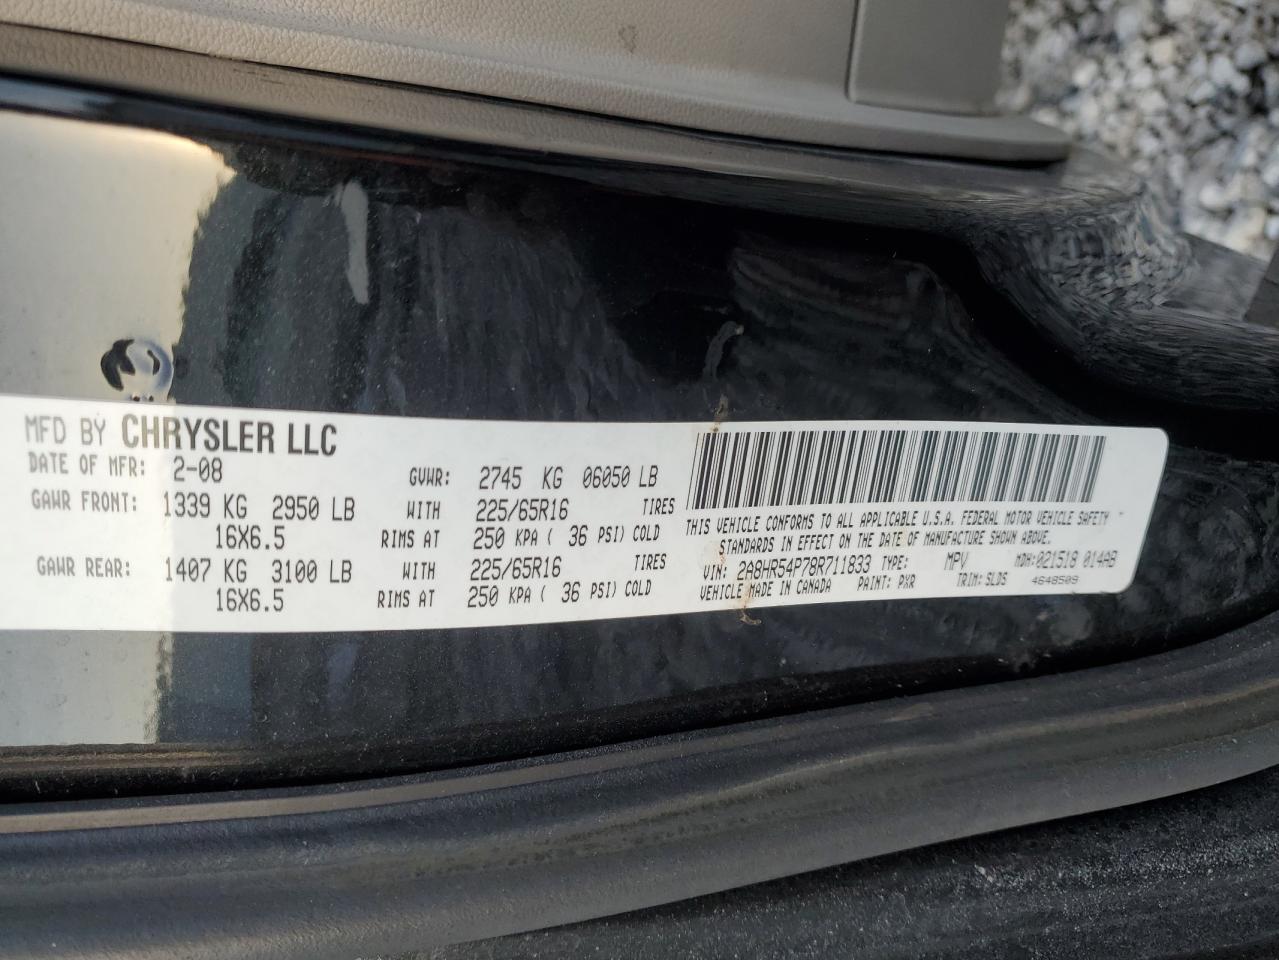 MFD BY CHRYSLER LLC
DATE OF MFR: 2-08 GVWR: 2745 KG 06050 LB
GAWR FRONT: 1339 KG 2950 LB WITH 225/65R16 TIRES
16X6.5 RIMS AT 250 KPA ( 36 PSI) COLD
GAWR REAR: 1407 KG 3100 LB WITH 225/65R16 TIRES
16X6.5 RIMS AT 250 KPA ( 36 PSI) COLD
THIS VEHICLE CONFORMS TO ALL APPLICABLE U.S.A. FEDERAL MOTOR VEHICLE SAFETY
STANDARDS IN EFFECT ON THE DATE OF MANUFACTURE SHOWN ABOVE.
VIN: 2A8HR54P78R711833 TYPE: MPV MDH:021518 014AB
VEHICLE MADE IN CANADA PAINT: PXR TRIM: SLDS 4648509